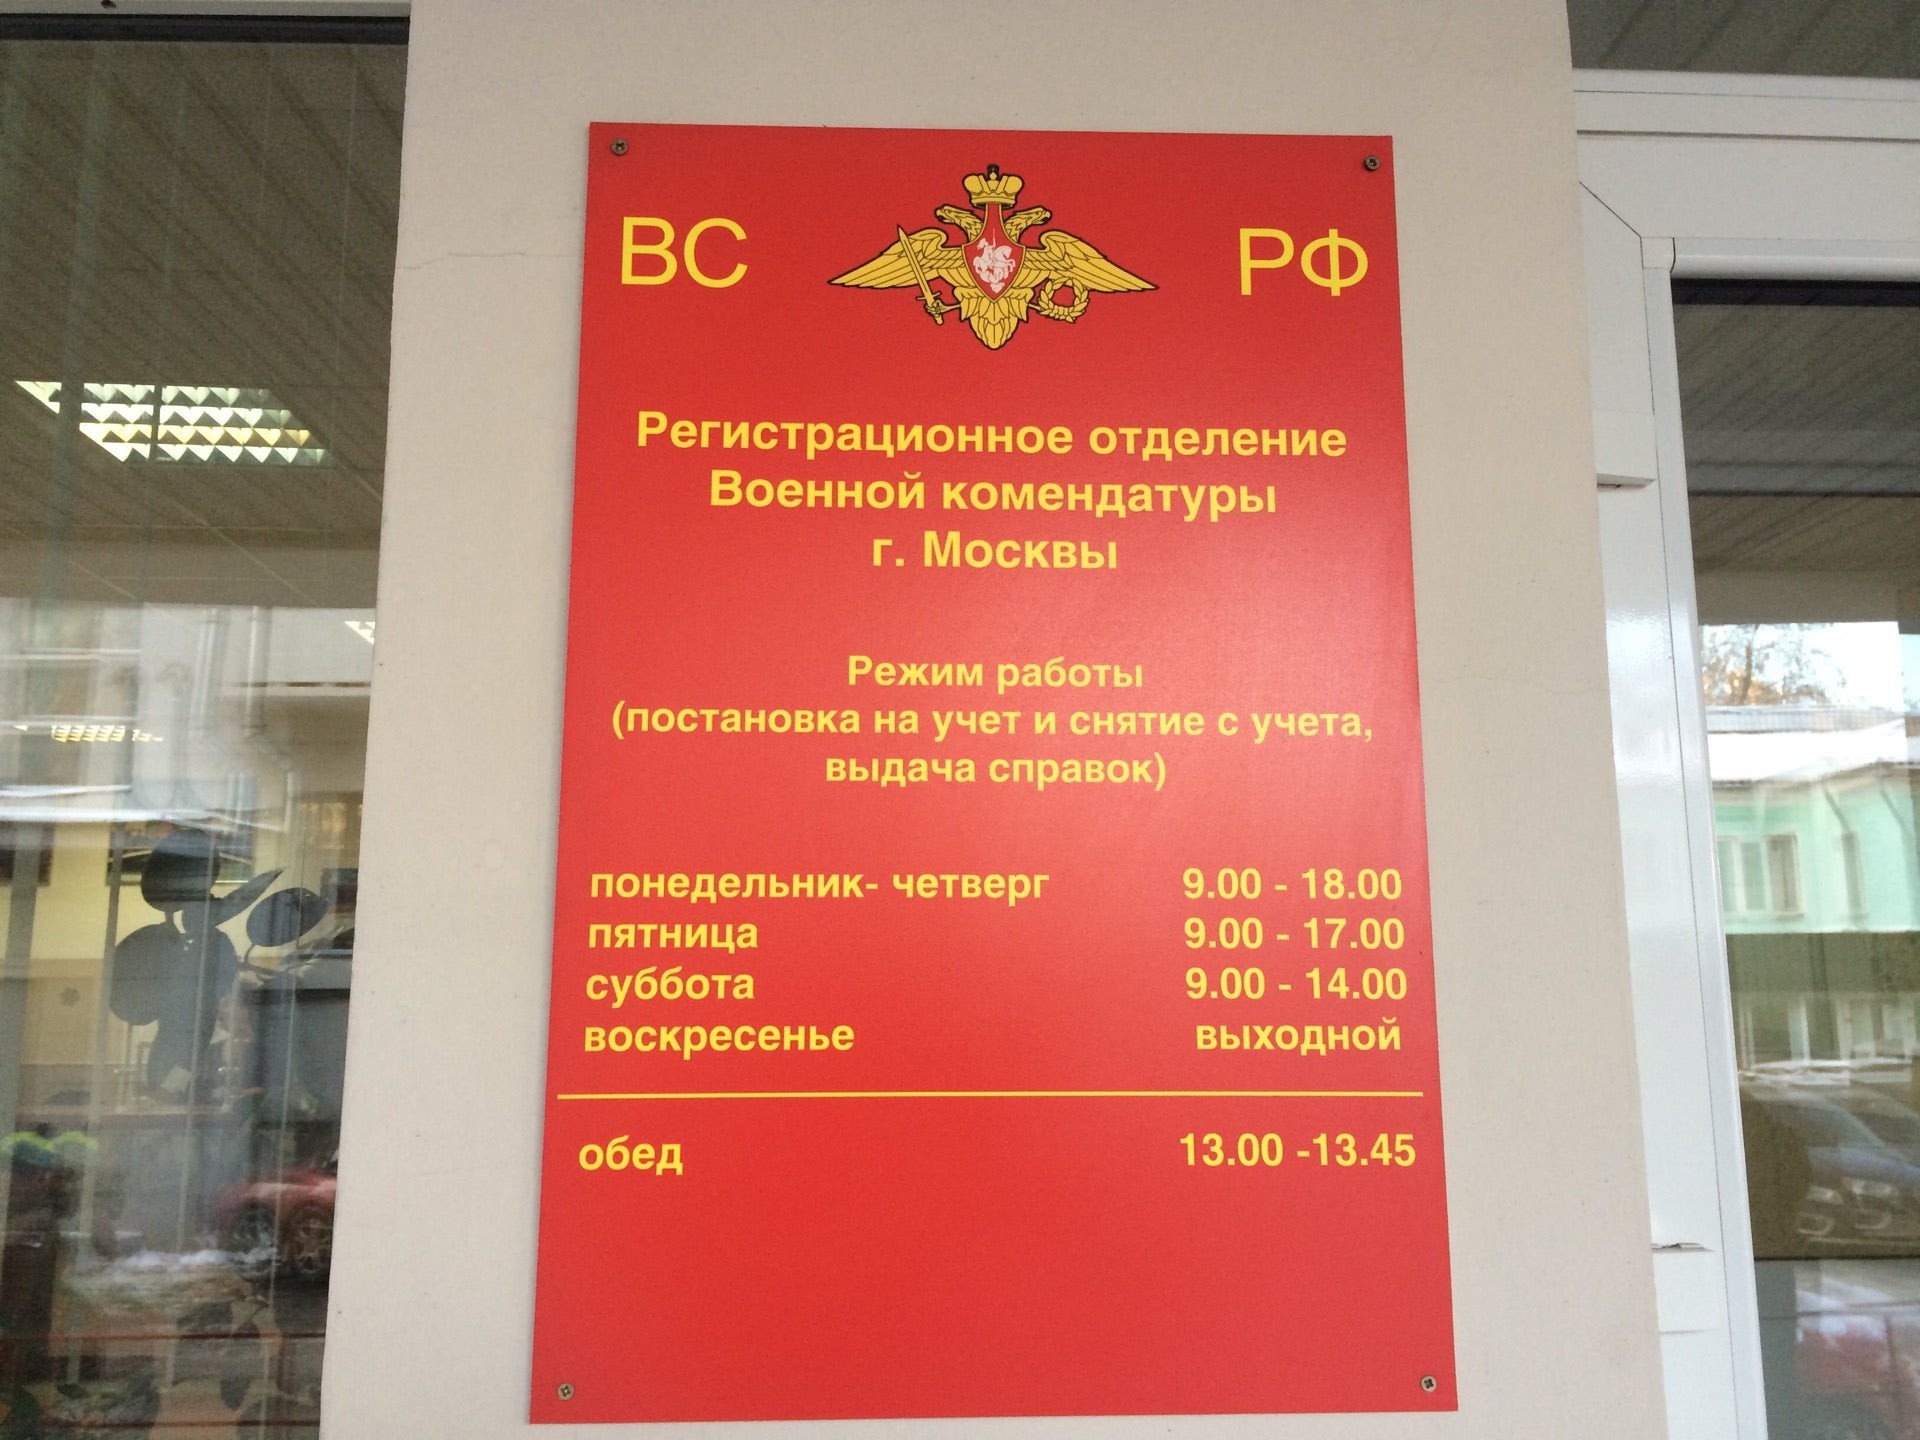 ВС РФ
Регистрационное отделение
Военной комендатуры
г. Москвы
Режим работы
(постановка на учет и снятие с учета,
выдача справок)
понедельник- четверг 9.00 - 18.00
пятница 9.00 - 17.00
суббота 9.00 - 14.00
воскресенье выходной
обед 13.00 -13.45